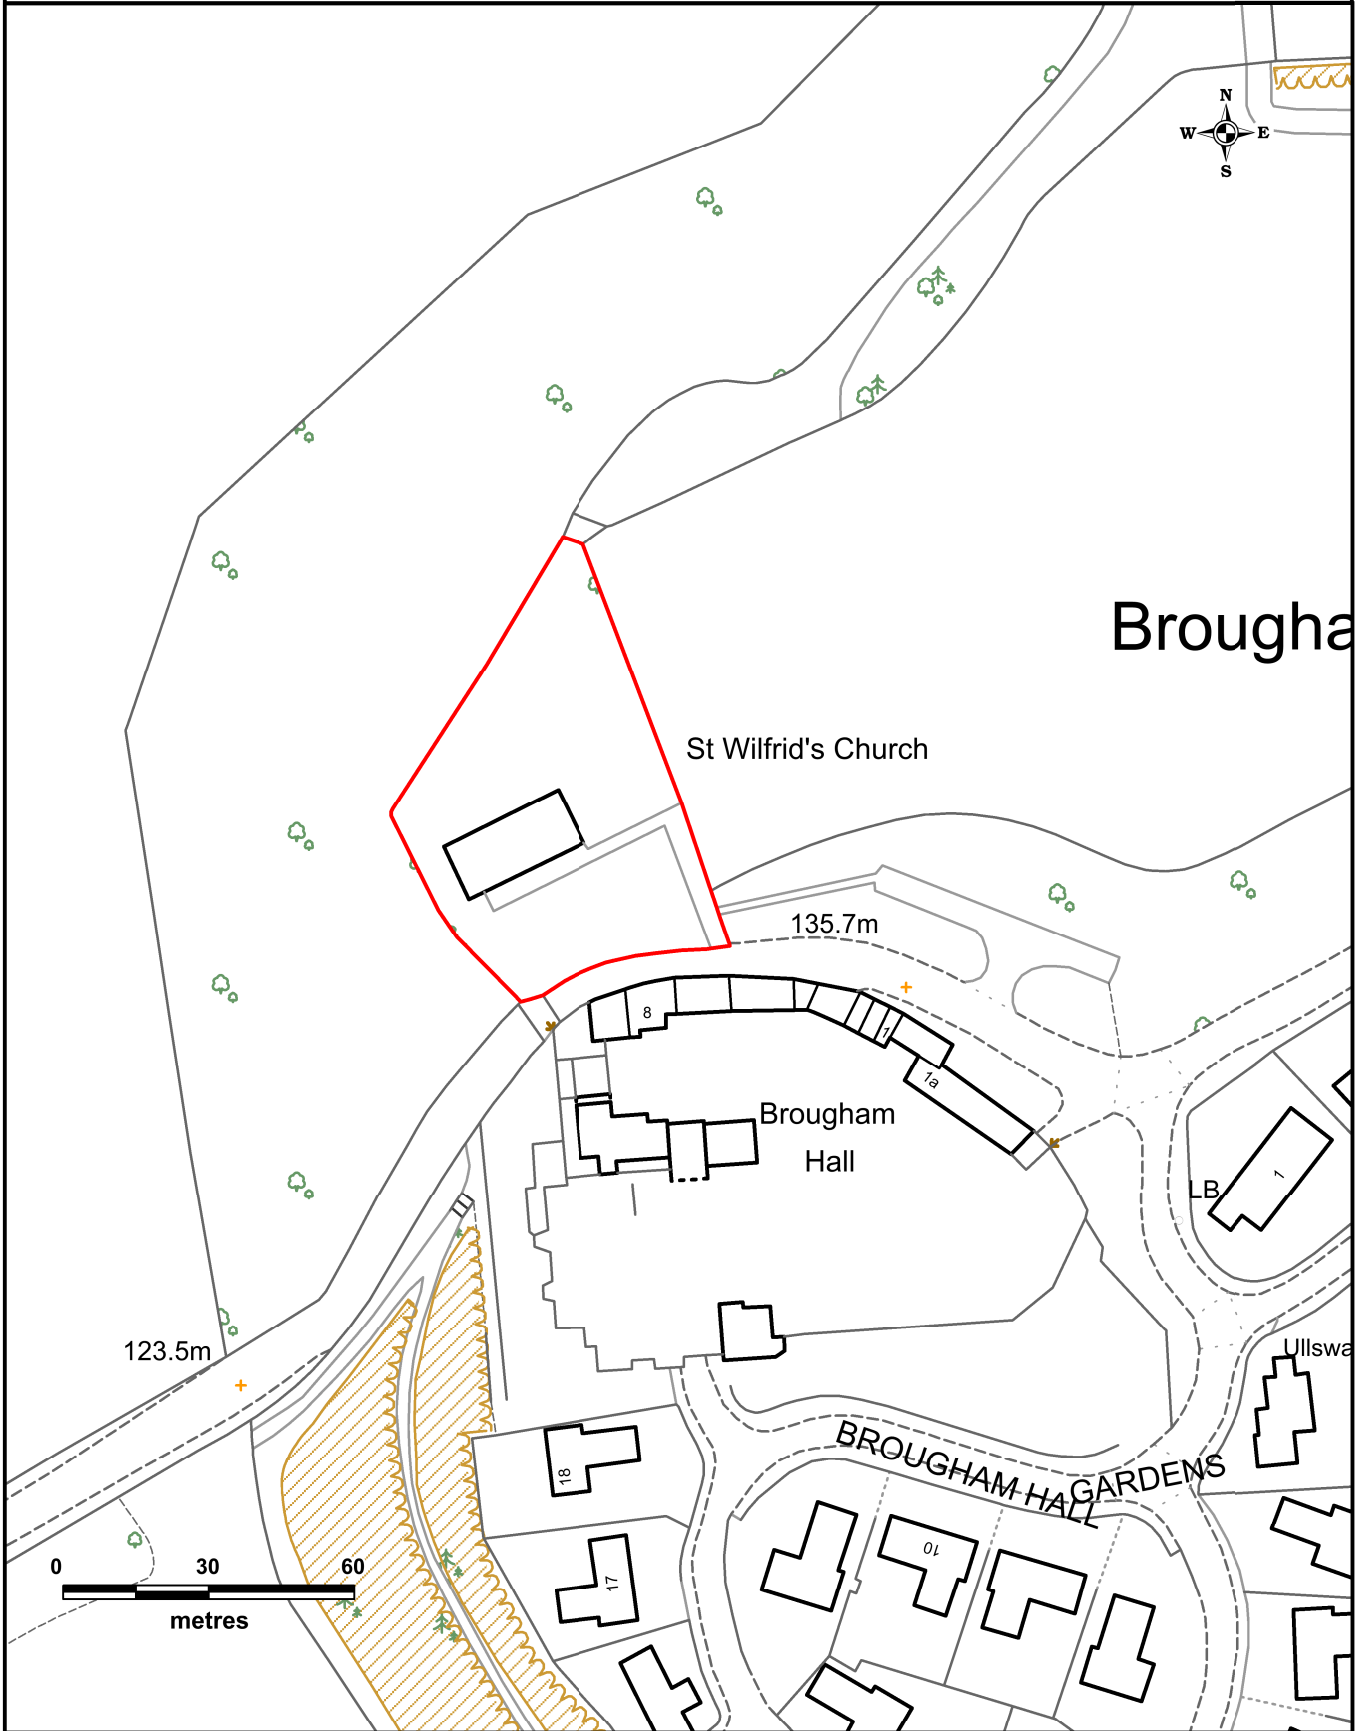 N
W E
S
Brougha
St Wilfrid's Church
135.7m
8
1
1a
Brougham
Hall
LB
1
123.5m
Ullswa
BROUGHAM HALL
GARDENS
18
10
17
0 30 60
metres